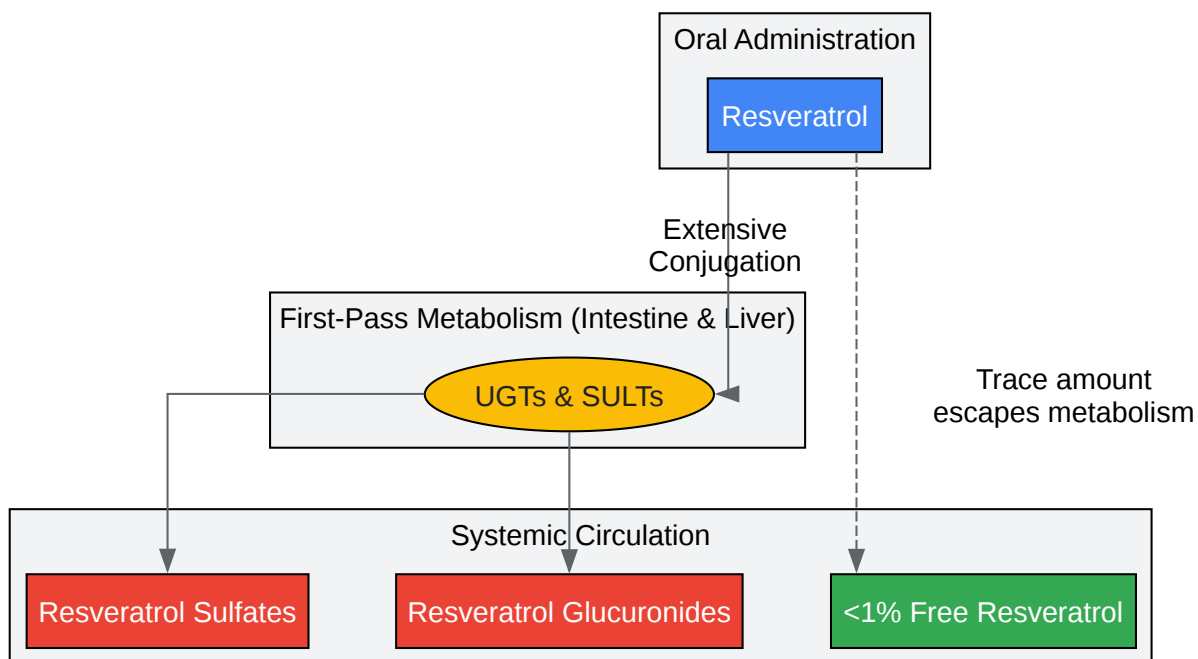 Oral Administration
Resveratrol
Extensive
Conjugation
First-Pass Metabolism (Intestine & Liver)
UGTs & SULTs
Trace amount
escapes metabolism
Systemic Circulation
Resveratrol Sulfates
Resveratrol Glucuronides
<1% Free Resveratrol